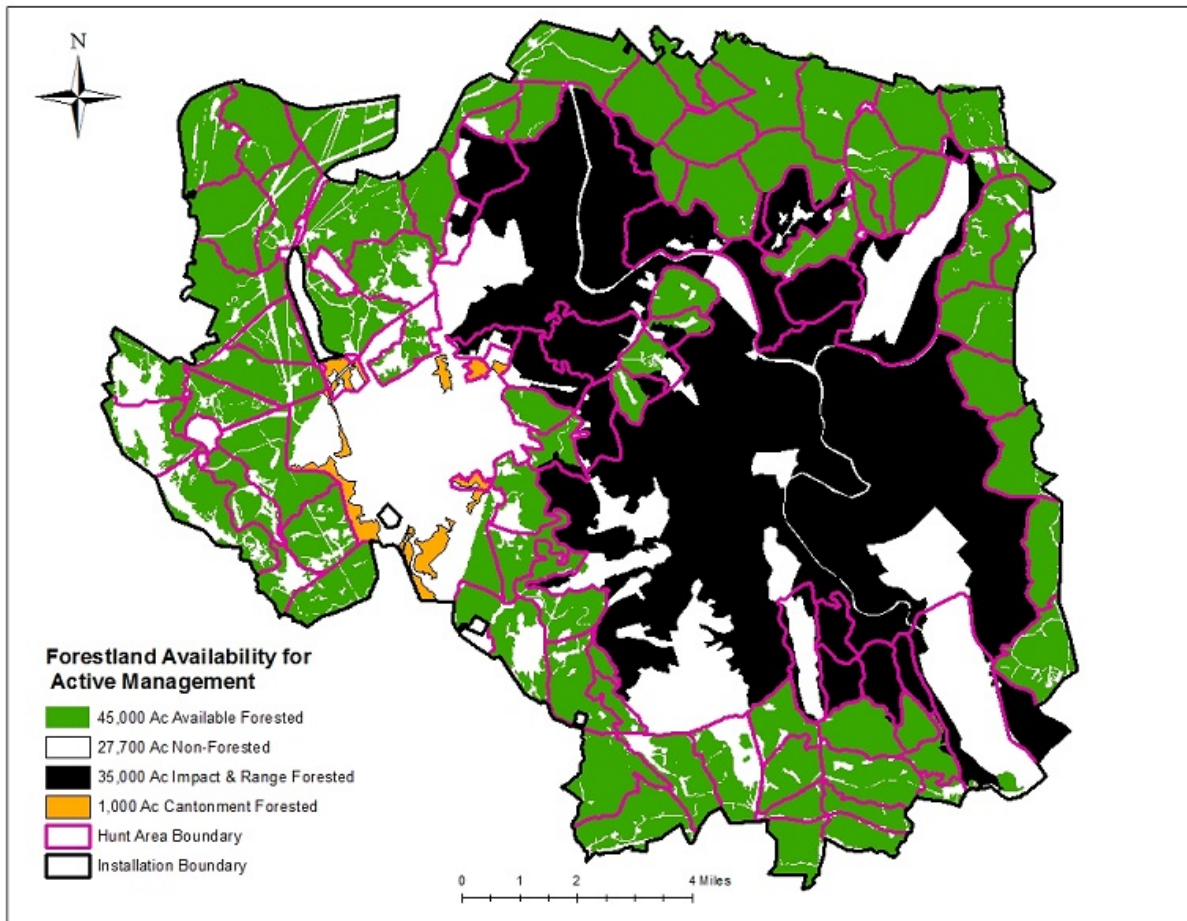 N
Forestland Availability for
Active Management
45,000 Ac Available Forested
27,700 Ac Non-Forested
35,000 Ac Impact & Range Forested
1,000 Ac Cantonment Forested
Hunt Area Boundary
Installation Boundary
0 1 2 4 Miles